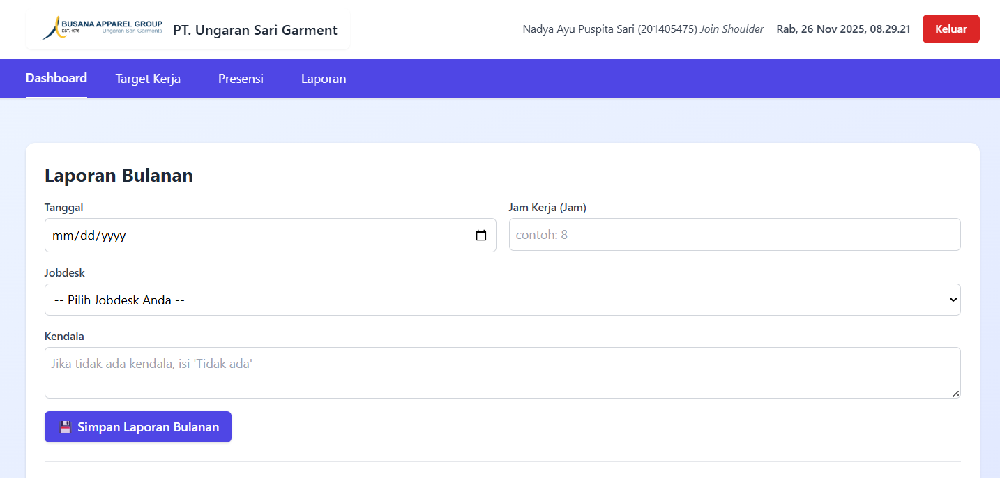 BUSANA APPAREL GROUP
EST. 1975 Ungaran Sari Garments
PT. Ungaran Sari Garment
Nadya Ayu Puspita Sari (201405475) Join Shoulder Rab, 26 Nov 2025, 08.29.21 Keluar
Dashboard Target Kerja Presensi Laporan
Laporan Bulanan
Tanggal Jam Kerja (Jam)
mm/dd/yyyy contoh: 8
Jobdesk
-- Pilih Jobdesk Anda --
Kendala
Jika tidak ada kendala, isi 'Tidak ada'
Simpan Laporan Bulanan